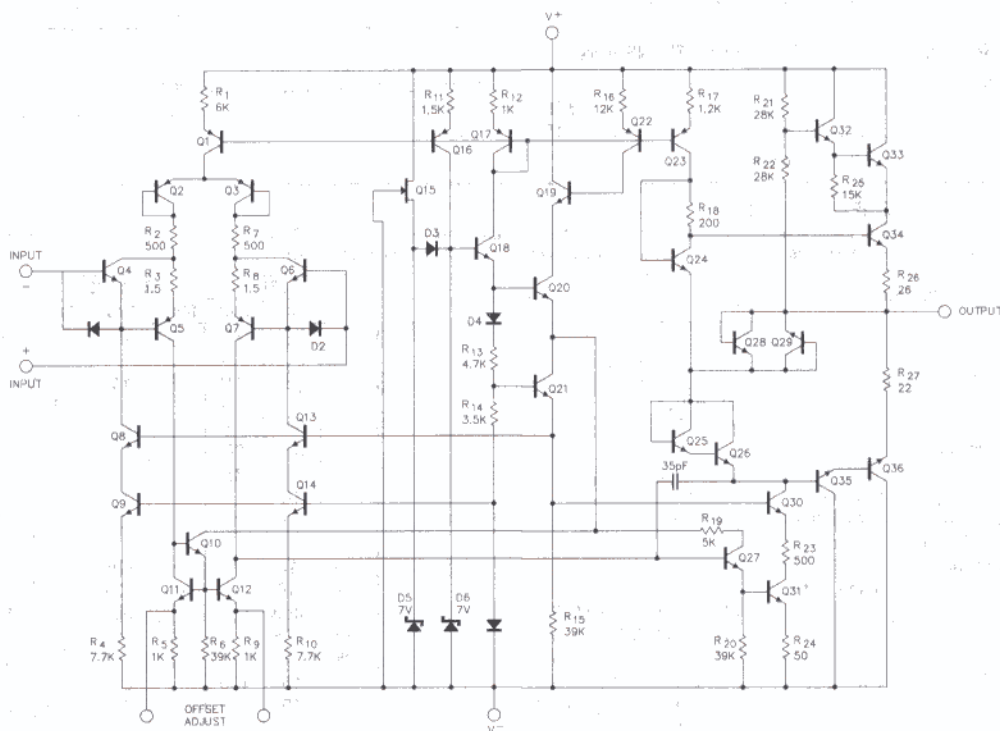 V+
R1
6K
R11
1.5K
R12
1K
R16
12K
R17
1.2K
R21
28K
Q1
Q16
Q17
Q22
Q23
Q32
Q33
R22
28K
R25
15K
Q2
Q3
Q15
Q19
R18
200
Q34
R2
500
R7
500
D3
Q18
Q24
INPUT
−
Q4
Q6
R3
1.5
R8
1.5
Q20
R26
26
D4
OUTPUT
Q5
Q7
D2
Q28
Q29
R13
4.7K
+
INPUT
Q21
R27
22
R14
3.5K
Q8
Q13
Q25
Q26
35pF
Q36
Q35
Q9
Q14
Q30
R19
5K
Q10
Q27
R23
500
Q11
Q12
Q31
D5
7V
D6
7V
R4
7.7K
R5
1K
R6
39K
R9
1K
R10
7.7K
R15
39K
R20
39K
R24
50
OFFSET
ADJUST
V−